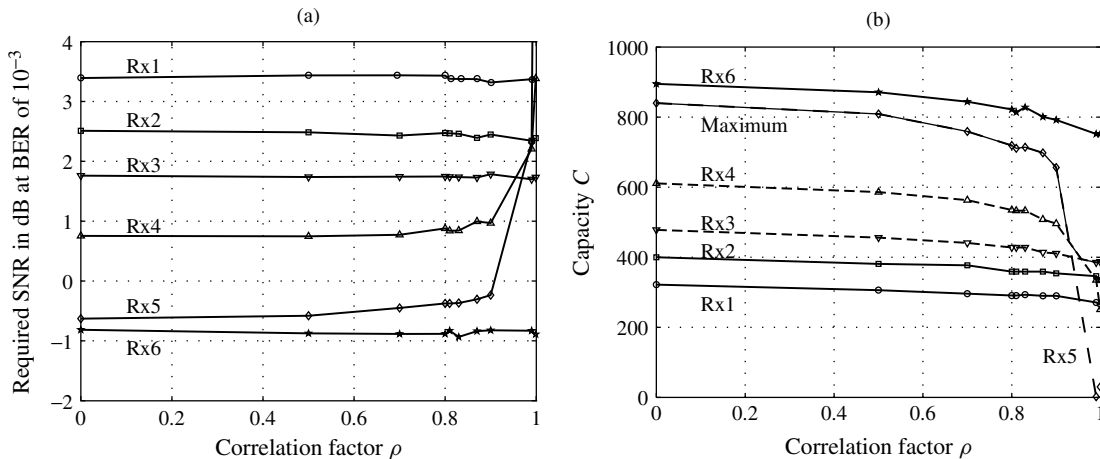 (a)
Required SNR in dB at BER of 10⁻³
4
3
2
1
0
−1
−2
Rx1
Rx2
Rx3
Rx4
Rx5
Rx6
0
0.2
0.4
0.6
0.8
1
Correlation factor ρ
(b)
Capacity C
1000
800
600
400
200
0
Rx6
Maximum
Rx4
Rx3
Rx2
Rx1
Rx5
0
0.2
0.4
0.6
0.8
1
Correlation factor ρ